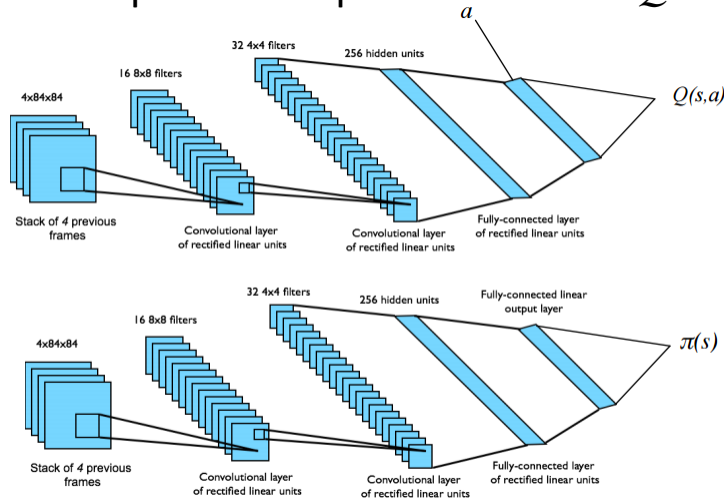 a
32 4x4 filters
256 hidden units
16 8x8 filters
4x84x84
Q(s,a)
Stack of 4 previous
frames
Convolutional layer
of rectified linear units
Convolutional layer
of rectified linear units
Fully-connected layer
of rectified linear units
32 4x4 filters
256 hidden units
Fully-connected linear
output layer
16 8x8 filters
4x84x84
π(s)
Stack of 4 previous
frames
Convolutional layer
of rectified linear units
Convolutional layer
of rectified linear units
Fully-connected layer
of rectified linear units